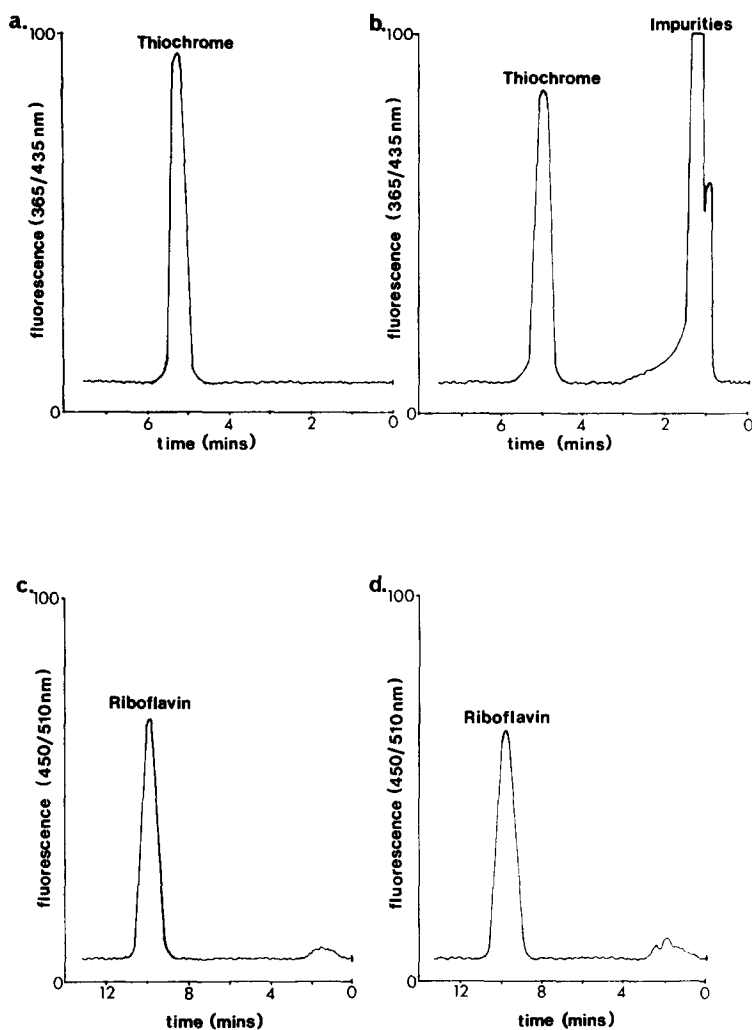 a.
100
Thiochrome
fluorescence (365/435 nm)
0
6
4
2
0
time (mins)
b.
100
Impurities
Thiochrome
fluorescence (365/435 nm)
0
6
4
2
0
time (mins)
c.
100
Riboflavin
fluorescence (450/510nm)
0
12
8
4
0
time (mins)
d.
100
Riboflavin
fluorescence (450/510nm)
0
12
8
4
0
time (mins)